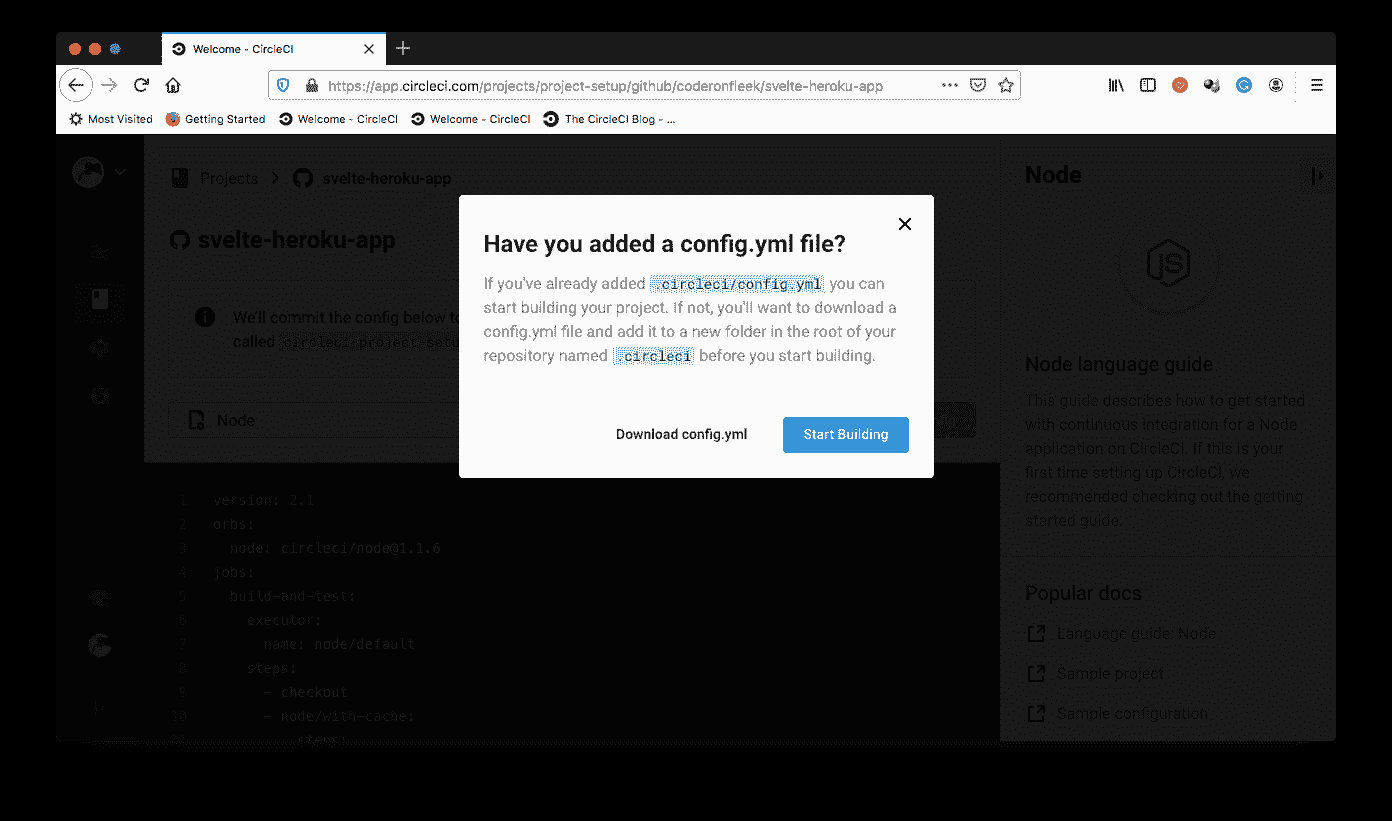 Welcome - CircleCI
https://app.circleci.com/projects/project-setup/github/coderonfleek/svelte-heroku-app
Most Visited Getting Started Welcome - CircleCI Welcome - CircleCI The CircleCI Blog - ...
Projects > svelte-heroku-app
svelte-heroku-app
We'll commit the config below to
called circleci-project-setu
Node
Have you added a config.yml file?
If you've already added .circleci/config.yml you can
start building your project. If not, you'll want to download a
config.yml file and add it to a new folder in the root of your
repository named .circleci before you start building.
Download config.yml Start Building
1 version: 2.1
2 orbs:
3 node: circleci/node@1.1.6
4 jobs:
5 build-and-test:
6 executor:
7 name: node/default
8 steps:
9 - checkout
10 - node/with-cache:
11 steps:
Node
JS
Node language guide
This guide describes how to get started
with continuous integration for a Node
application on CircleCI. If this is your
first time setting up CircleCI, we
recommended checking out the getting
started guide.
Popular docs
Language guide: Node
Sample project
Sample configuration